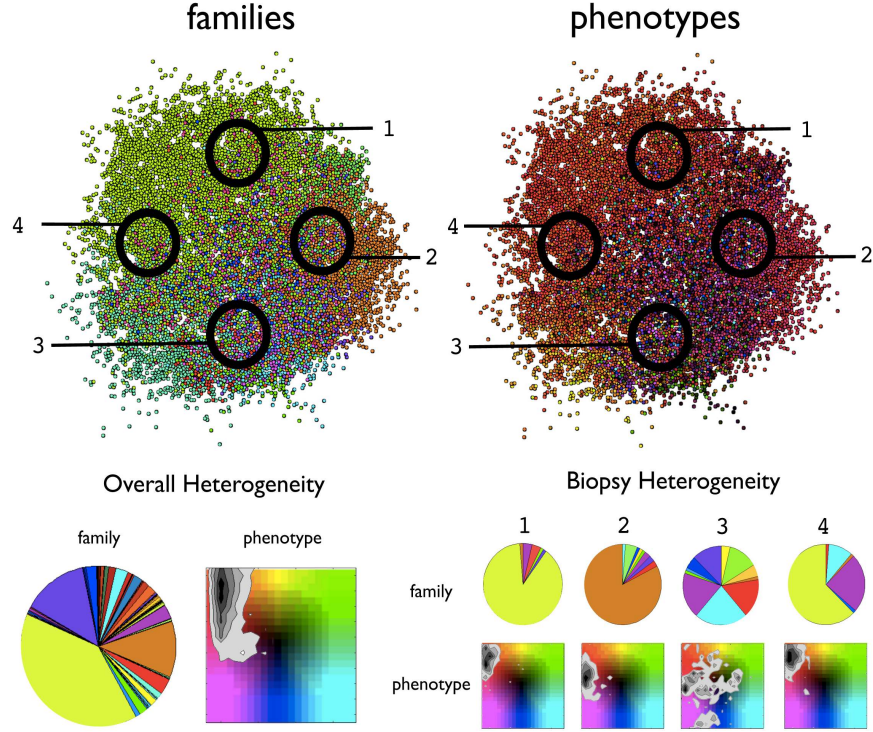 families
phenotypes
1
1
4
4
2
2
3
3
Overall Heterogeneity
Biopsy Heterogeneity
family
phenotype
1 2 3 4
family
phenotype